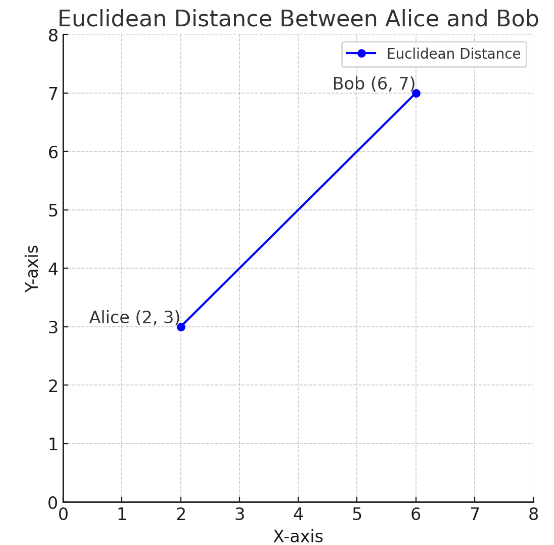 Euclidean Distance Between Alice and Bob
8
Euclidean Distance
Bob (6, 7)
7
6
5
Y-axis
4
Alice (2, 3)
3
2
1
0
0 1 2 3 4 5 6 7 8
X-axis